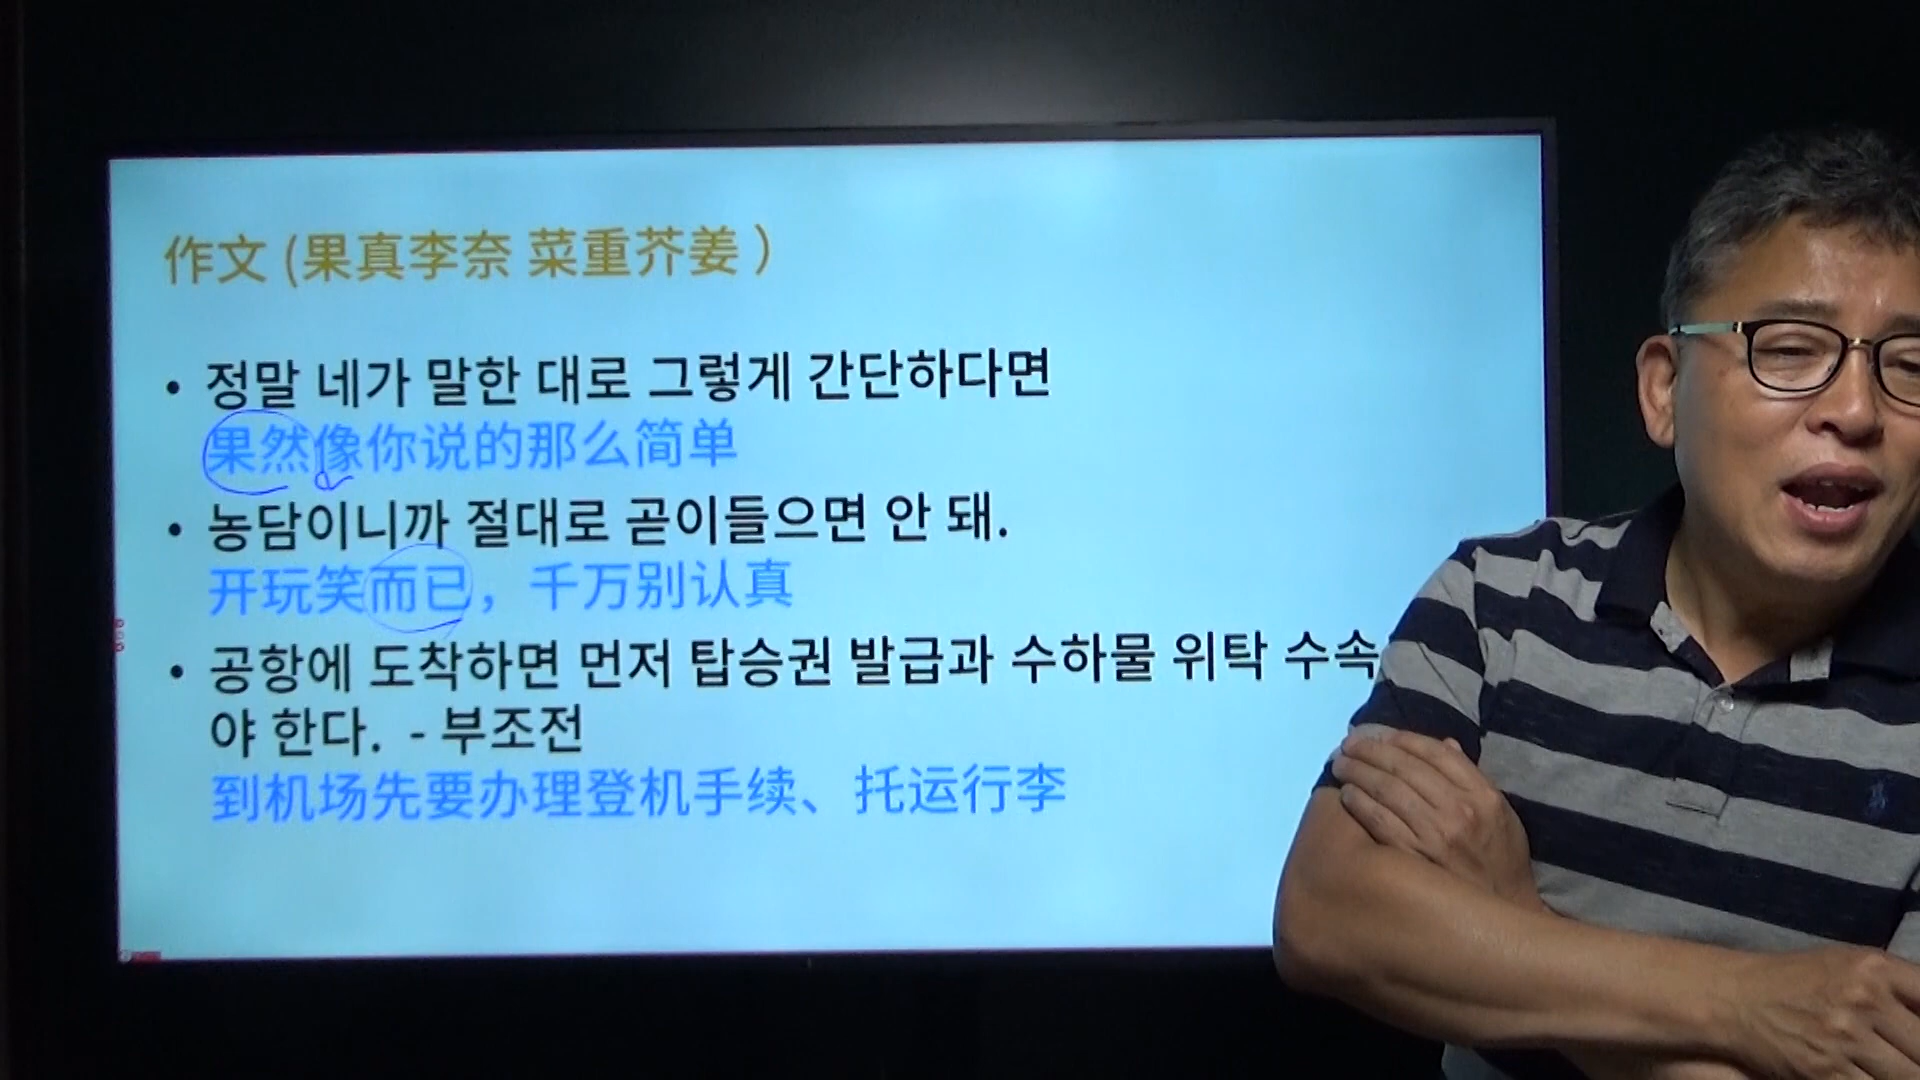 作文 (果真李奈 菜重芥姜 )
• 정말 네가 말한 대로 그렇게 간단하다면
果然像你说的那么简单
• 농담이니까 절대로 곧이들으면 안 돼.
开玩笑而已，千万别认真
• 공항에 도착하면 먼저 탑승권 발급과 수하물 위탁 수속
야 한다. - 부조전
到机场先要办理登机手续、托运行李